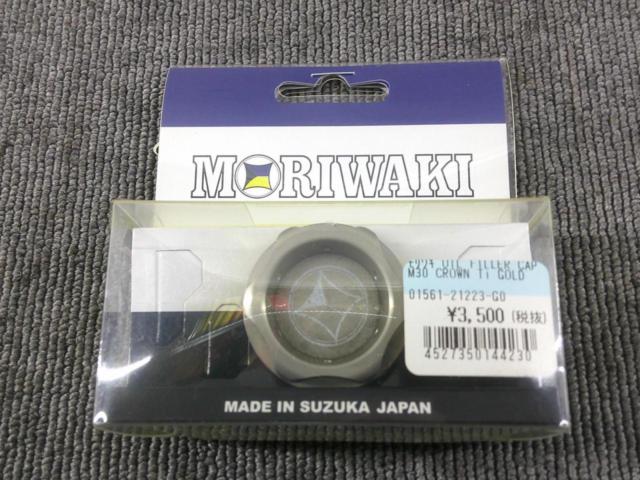 MORIWAKI
OIL FILLER CAP
M30 CROWN Ti GOLD
01561-21223-G0
¥3,500 (税抜)
4527350144230
MADE IN SUZUKA JAPAN